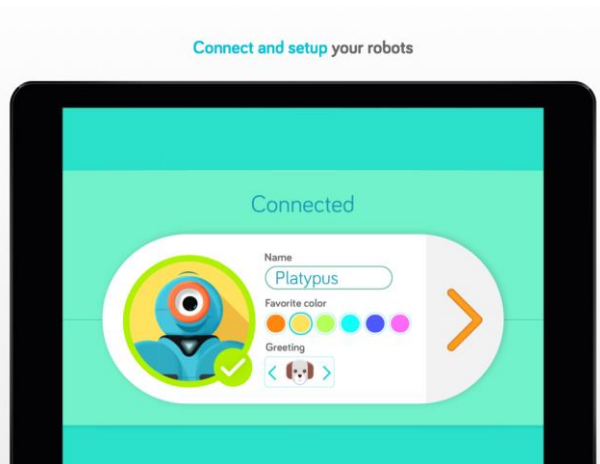 Connect and setup your robots
Connected
Name
Platypus
Favorite color
Greeting